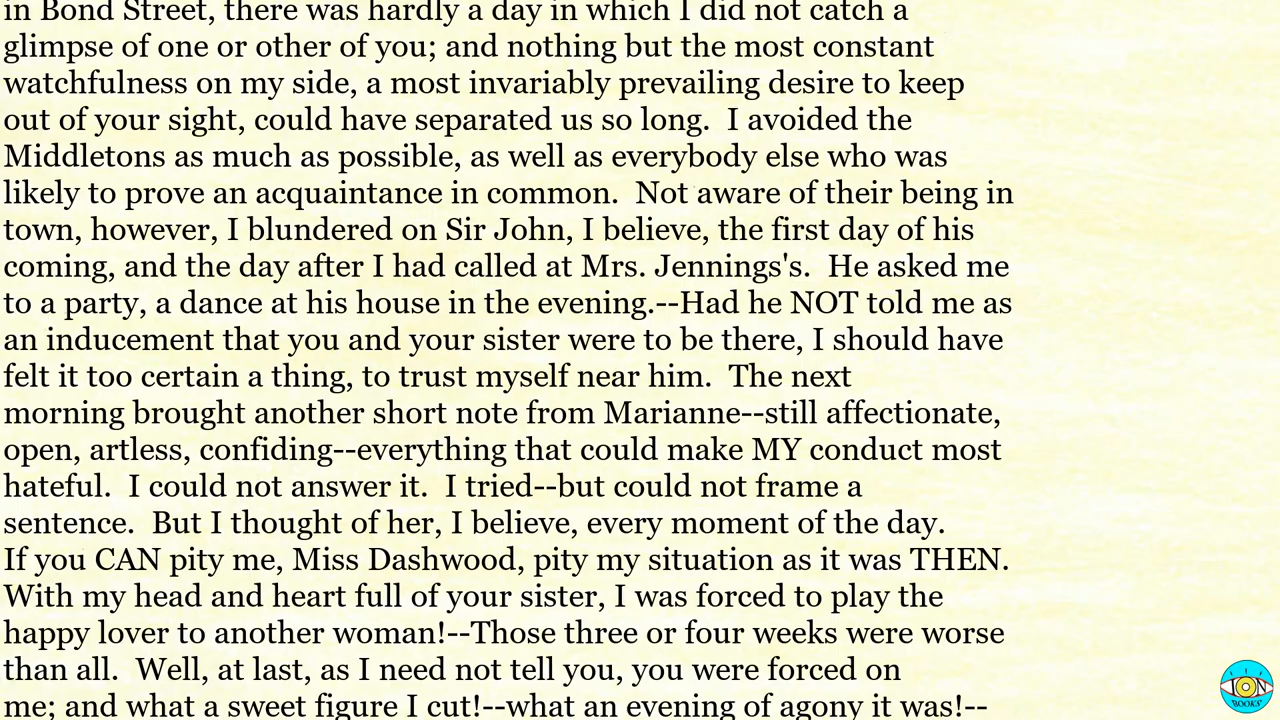 in Bond Street, there was hardly a day in which I did not catch a
glimpse of one or other of you; and nothing but the most constant
watchfulness on my side, a most invariably prevailing desire to keep
out of your sight, could have separated us so long.  I avoided the
Middletons as much as possible, as well as everybody else who was
likely to prove an acquaintance in common.  Not aware of their being in
town, however, I blundered on Sir John, I believe, the first day of his
coming, and the day after I had called at Mrs. Jennings's.  He asked me
to a party, a dance at his house in the evening.--Had he NOT told me as
an inducement that you and your sister were to be there, I should have
felt it too certain a thing, to trust myself near him.  The next
morning brought another short note from Marianne--still affectionate,
open, artless, confiding--everything that could make MY conduct most
hateful.  I could not answer it.  I tried--but could not frame a
sentence.  But I thought of her, I believe, every moment of the day.
If you CAN pity me, Miss Dashwood, pity my situation as it was THEN.
With my head and heart full of your sister, I was forced to play the
happy lover to another woman!--Those three or four weeks were worse
than all.  Well, at last, as I need not tell you, you were forced on
me; and what a sweet figure I cut!--what an evening of agony it was!--
ION
BOOKS